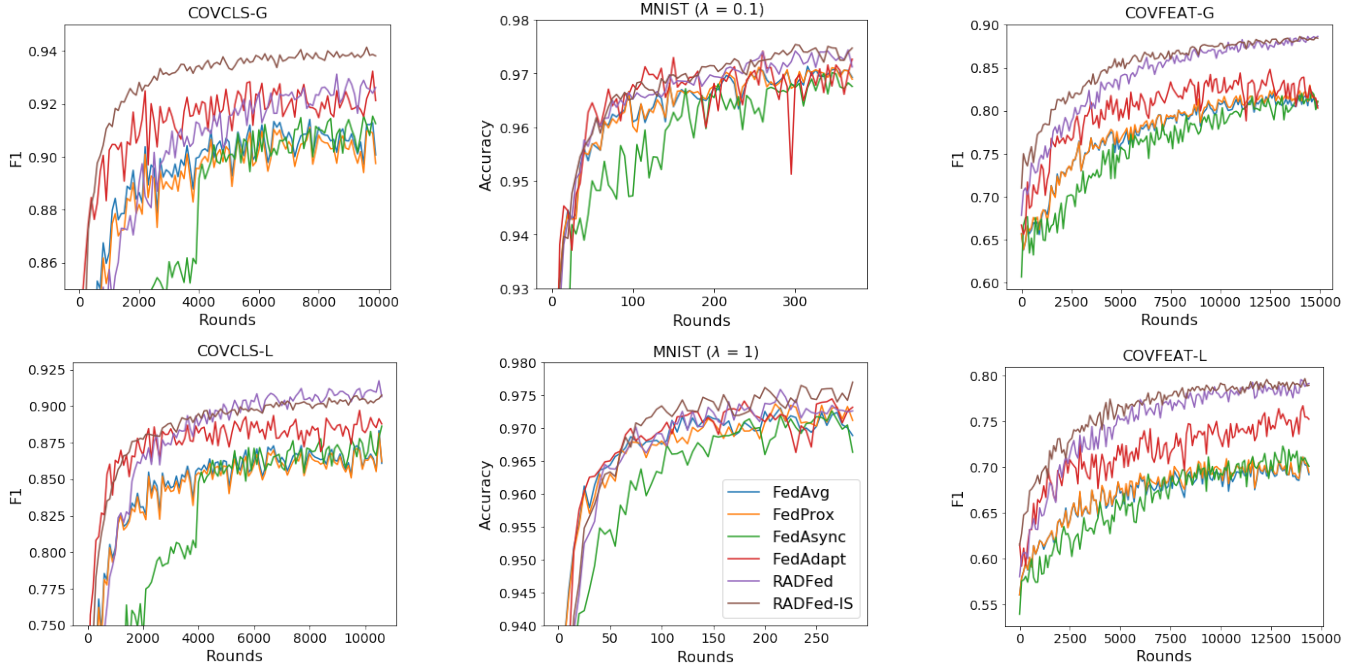 COVCLS-G
F1
0.94
0.92
0.90
0.88
0.86
0 2000 4000 6000 8000 10000
Rounds
MNIST (λ = 0.1)
Accuracy
0.98
0.97
0.96
0.95
0.94
0.93
0 100 200 300
Rounds
COVFEAT-G
F1
0.90
0.85
0.80
0.75
0.70
0.65
0.60
0 2500 5000 7500 10000 12500 15000
Rounds
COVCLS-L
F1
0.925
0.900
0.875
0.850
0.825
0.800
0.775
0.750
0 2000 4000 6000 8000 10000
Rounds
MNIST (λ = 1)
Accuracy
0.980
0.975
0.970
0.965
0.960
0.955
0.950
0.945
0.940
0 50 100 150 200 250
Rounds
FedAvg
FedProx
FedAsync
FedAdapt
RADFed
RADFed-IS
COVFEAT-L
F1
0.80
0.75
0.70
0.65
0.60
0.55
0 2500 5000 7500 10000 12500 15000
Rounds